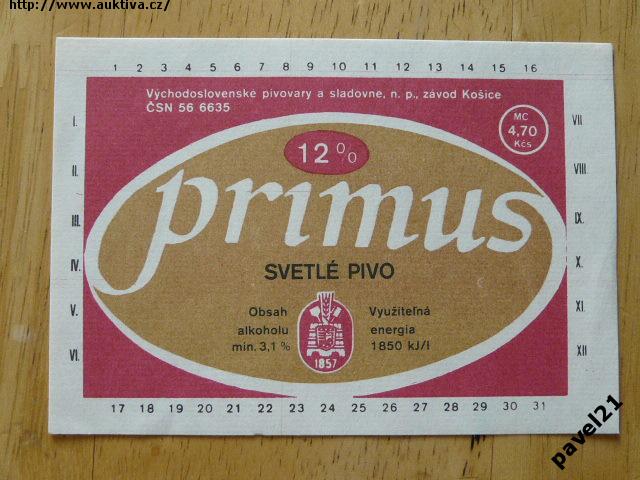 http://www.auktiva.cz/
1 2 3 4 5 6 7 8 9 10 11 12 13 14 15 16
Východoslovenské pivovary a sladovne, n. p., závod Košice
ČSN 56 6635
MC
4,70
Kčs
I.
II.
III.
IV.
V.
VI.
VII.
VIII.
IX.
X.
XI.
XII
12%
primus
SVETLÉ PIVO
Obsah
alkoholu
min. 3,1 %
Využiteľná
energia
1850 kJ/l
1857
17 18 19 20 21 22 23 24 25 26 27 28 29 30 31
pavel21